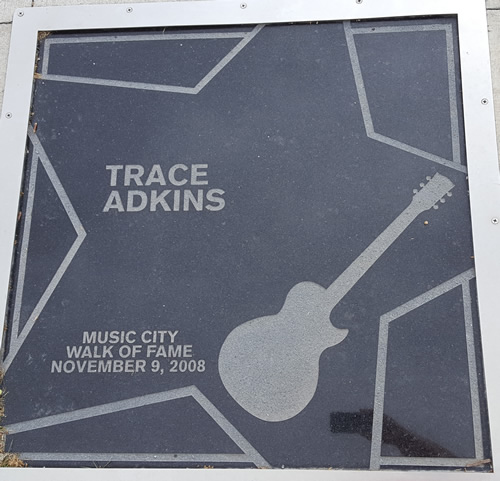 TRACE
ADKINS
MUSIC CITY
WALK OF FAME
NOVEMBER 9, 2008